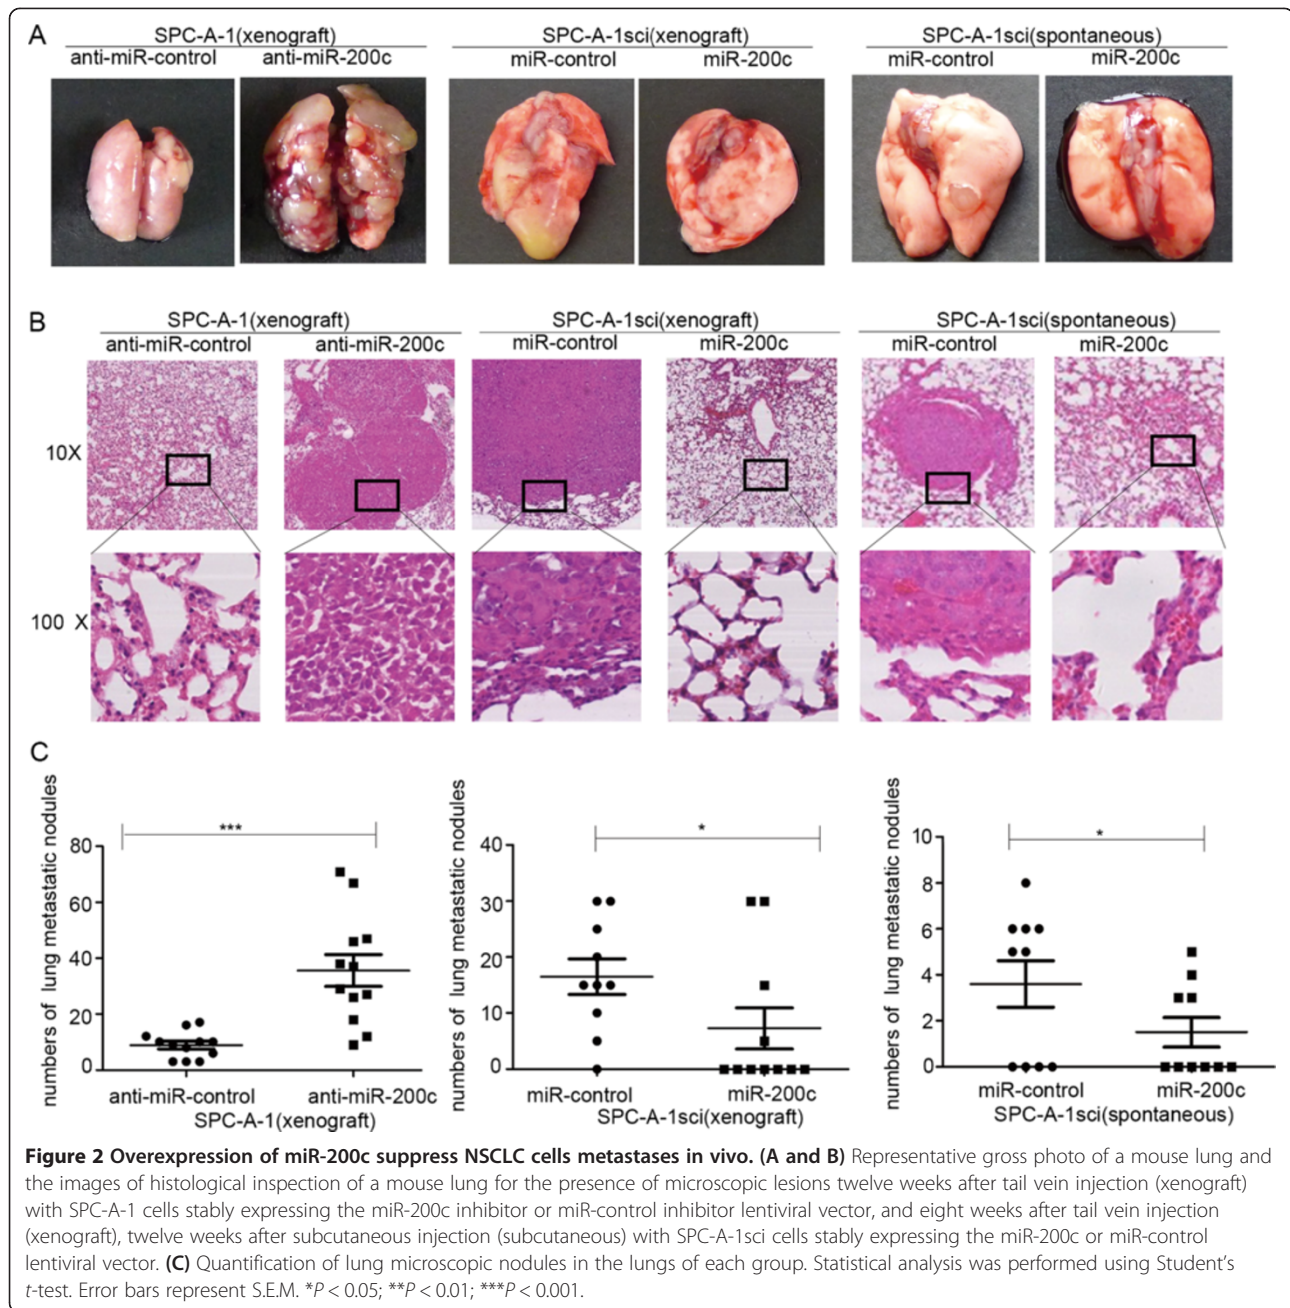 A
SPC-A-1(xenograft)
anti-miR-control anti-miR-200c
SPC-A-1sci(xenograft)
miR-control miR-200c
SPC-A-1sci(spontaneous)
miR-control miR-200c
B
SPC-A-1(xenograft)
anti-miR-control anti-miR-200c
SPC-A-1sci(xenograft)
miR-control miR-200c
SPC-A-1sci(spontaneous)
miR-control miR-200c
10X
100 X
C
numbers of lung metastatic nodules
80
60
40
20
0
***
anti-miR-control anti-miR-200c
SPC-A-1(xenograft)
numbers of lung metastatic nodules
40
30
20
10
0
*
miR-control miR-200c
SPC-A-1sci(xenograft)
numbers of lung metastatic nodules
10
8
6
4
2
0
*
miR-control miR-200c
SPC-A-1sci(spontaneous)
Figure 2 Overexpression of miR-200c suppress NSCLC cells metastases in vivo. (A and B) Representative gross photo of a mouse lung and
the images of histological inspection of a mouse lung for the presence of microscopic lesions twelve weeks after tail vein injection (xenograft)
with SPC-A-1 cells stably expressing the miR-200c inhibitor or miR-control inhibitor lentiviral vector, and eight weeks after tail vein injection
(xenograft), twelve weeks after subcutaneous injection (subcutaneous) with SPC-A-1sci cells stably expressing the miR-200c or miR-control
lentiviral vector. (C) Quantification of lung microscopic nodules in the lungs of each group. Statistical analysis was performed using Student's
t-test. Error bars represent S.E.M. *P < 0.05; **P < 0.01; ***P < 0.001.